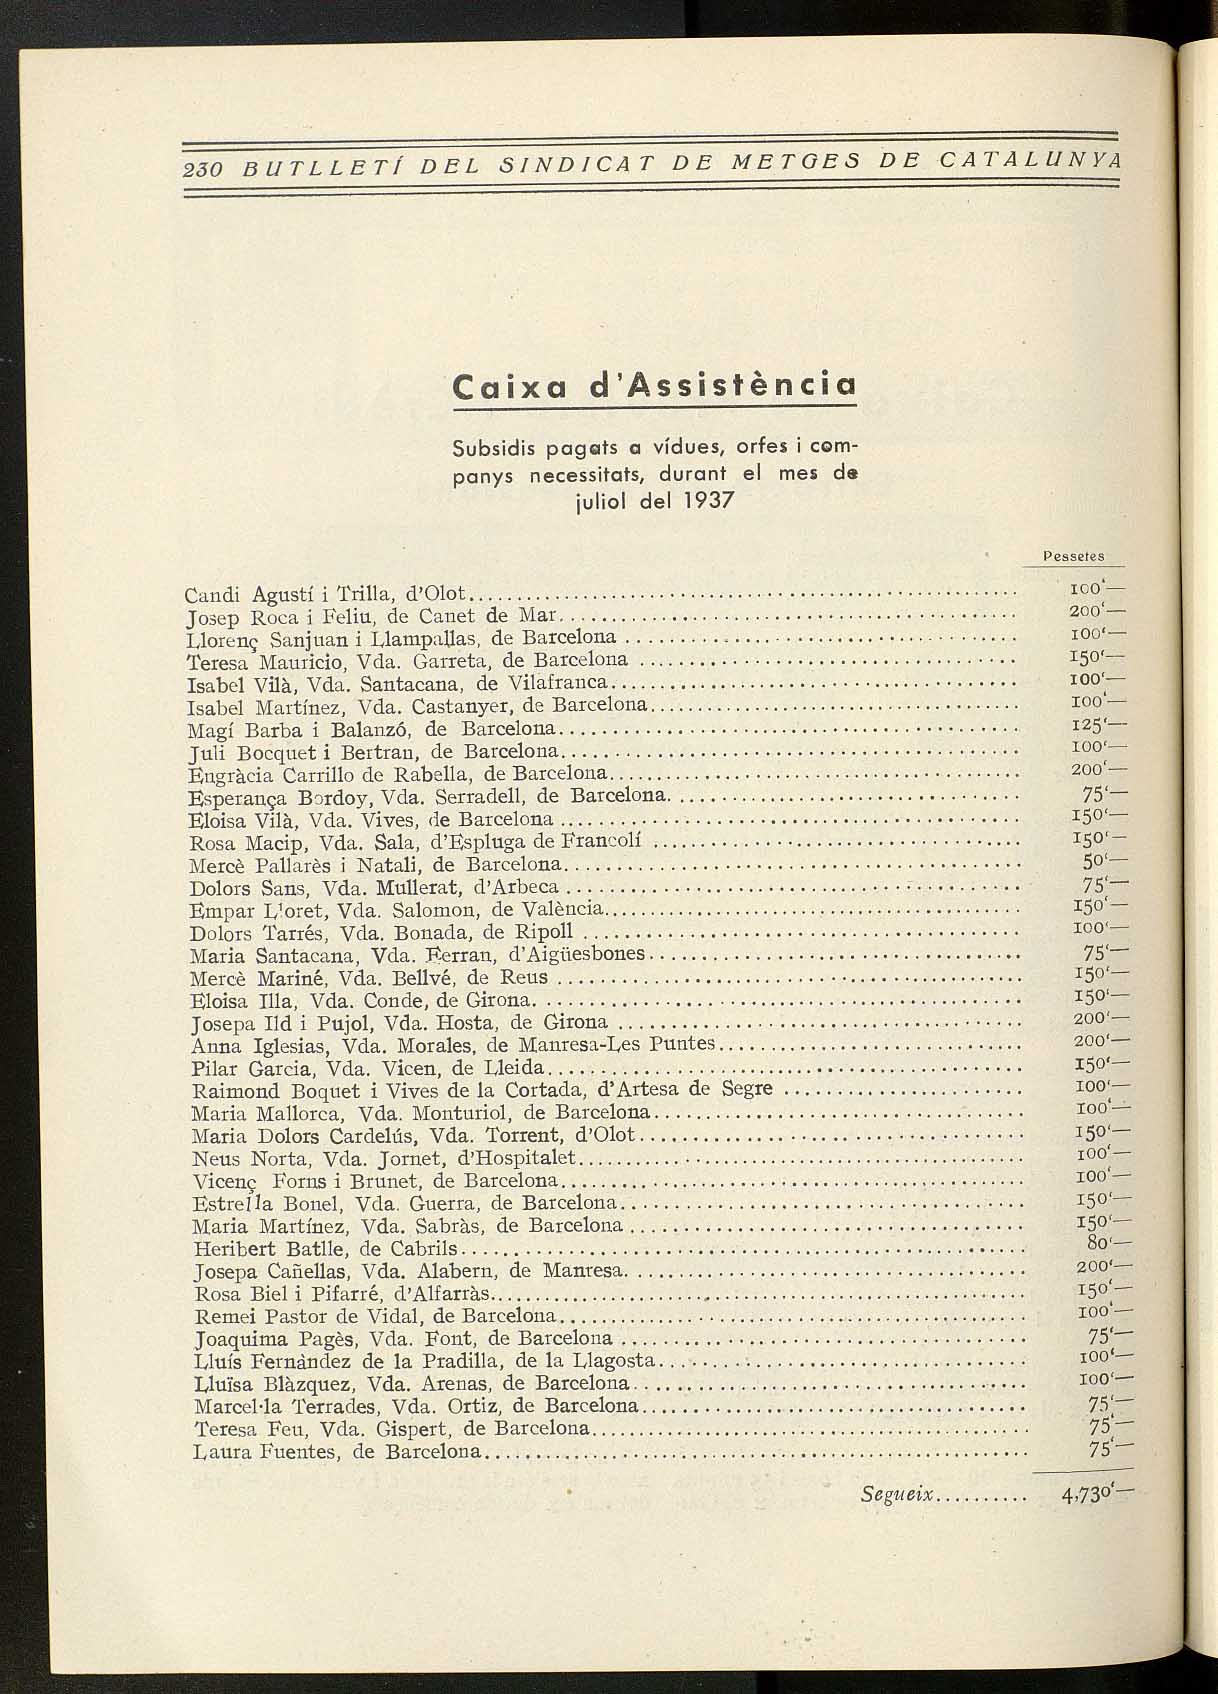 230 BUTLLETÍ DEL SINDICAT DE METGES DE CATALUNYA
Caixa d'Assistència
Subsidis pagats a vídues, orfes i com-
panys necessitats, durant el mes de
juliol del 1937
Pessetes
Candi Agustí i Trilla, d'Olot 100'—
Josep Roca i Feliu, de Canet de Mar 200'—
Llorenç Sanjuan i Llampallas, de Barcelona 100'—
Teresa Mauricio, Vda. Garreta, de Barcelona 150'—
Isabel Vilà, Vda. Santacana, de Vilafranca 100'—
Isabel Martínez, Vda. Castanyer, de Barcelona 100'—
Magí Barba i Balanzó, de Barcelona 125'—
Juli Bocquet i Bertran, de Barcelona 100'—
Engràcia Carrillo de Rabella, de Barcelona 200'—
Esperança Bordoy, Vda. Serradell, de Barcelona 75'—
Eloisa Vilà, Vda. Vives, de Barcelona 150'—
Rosa Macip, Vda. Sala, d'Espluga de Francolí 150'—
Mercè Pallarès i Natali, de Barcelona 50'—
Dolors Sans, Vda. Mullerat, d'Arbeca 75'—
Empar Lloret, Vda. Salomon, de València 150'—
Dolors Tarrés, Vda. Bonada, de Ripoll 100'—
Maria Santacana, Vda. Ferran, d'Aigüesbones 75'—
Mercè Mariné, Vda. Bellvé, de Reus 150'—
Eloisa Illa, Vda. Conde, de Girona 150'—
Josepa Ild i Pujol, Vda. Hosta, de Girona 200'—
Anna Iglesias, Vda. Morales, de Manresa-Les Puntes 200'—
Pilar Garcia, Vda. Vicen, de Lleida 150'—
Raimond Boquet i Vives de la Cortada, d'Artesa de Segre 100'—
Maria Mallorca, Vda. Monturiol, de Barcelona 100'—
Maria Dolors Cardelús, Vda. Torrent, d'Olot 150'—
Neus Norta, Vda. Jornet, d'Hospitalet 100'—
Vicenç Forns i Brunet, de Barcelona 100'—
Estrella Bonel, Vda. Guerra, de Barcelona 150'—
Maria Martínez, Vda. Sabràs, de Barcelona 150'—
Heribert Batlle, de Cabrils 80'—
Josepa Cañellas, Vda. Alabern, de Manresa 200'—
Rosa Biel i Pifarré, d'Alfarràs 150'—
Remei Pastor de Vidal, de Barcelona 100'—
Joaquima Pagès, Vda. Font, de Barcelona 75'—
Lluís Fernàndez de la Pradilla, de la Llagosta 100'—
Lluïsa Blàzquez, Vda. Arenas, de Barcelona 100'—
Marcel·la Terrades, Vda. Ortiz, de Barcelona 75'—
Teresa Feu, Vda. Gispert, de Barcelona 75'—
Laura Fuentes, de Barcelona 75'—
Segueix 4,730'—